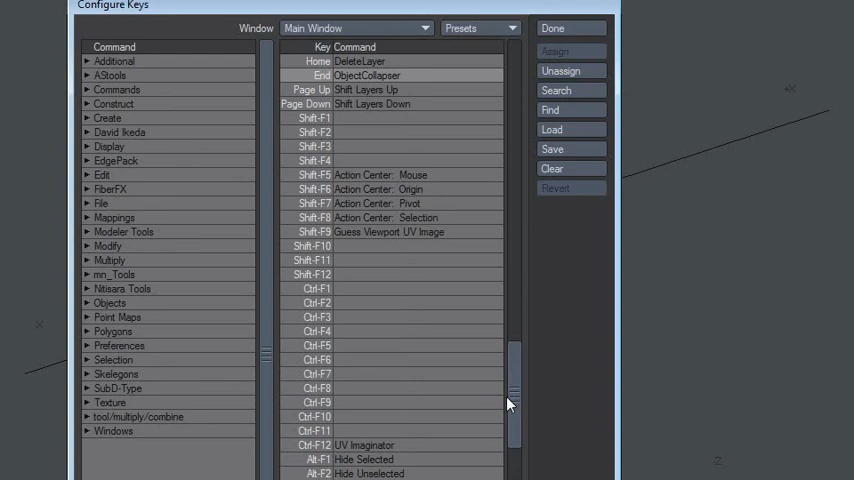 Configure Keys
Window Main Window Presets Done
Command Key Command Assign
Additional Home DeleteLayer
AStools End ObjectCollapser Unassign
Commands Page Up Shift Layers Up Search
Construct Page Down Shift Layers Down Find
Create Shift-F1
David Ikeda Shift-F2 Load
Display Shift-F3 Save
EdgePack Shift-F4 Clear
Edit Shift-F5 Action Center: Mouse
FiberFX Shift-F6 Action Center: Origin Revert
File Shift-F7 Action Center: Pivot
Mappings Shift-F8 Action Center: Selection
Modeler Tools Shift-F9 Guess Viewport UV Image
Modify Shift-F10
Multiply Shift-F11
mn_Tools Shift-F12
Nitisara Tools Ctrl-F1
Objects Ctrl-F2
Point Maps Ctrl-F3
Polygons Ctrl-F4
Preferences Ctrl-F5
Selection Ctrl-F6
Skelegons Ctrl-F7
SubD-Type Ctrl-F8
Texture Ctrl-F9
tool/multiply/combine Ctrl-F10
Windows Ctrl-F11
Ctrl-F12 UV Imaginator
Alt-F1 Hide Selected
Alt-F2 Hide Unselected
+X
X
-Z